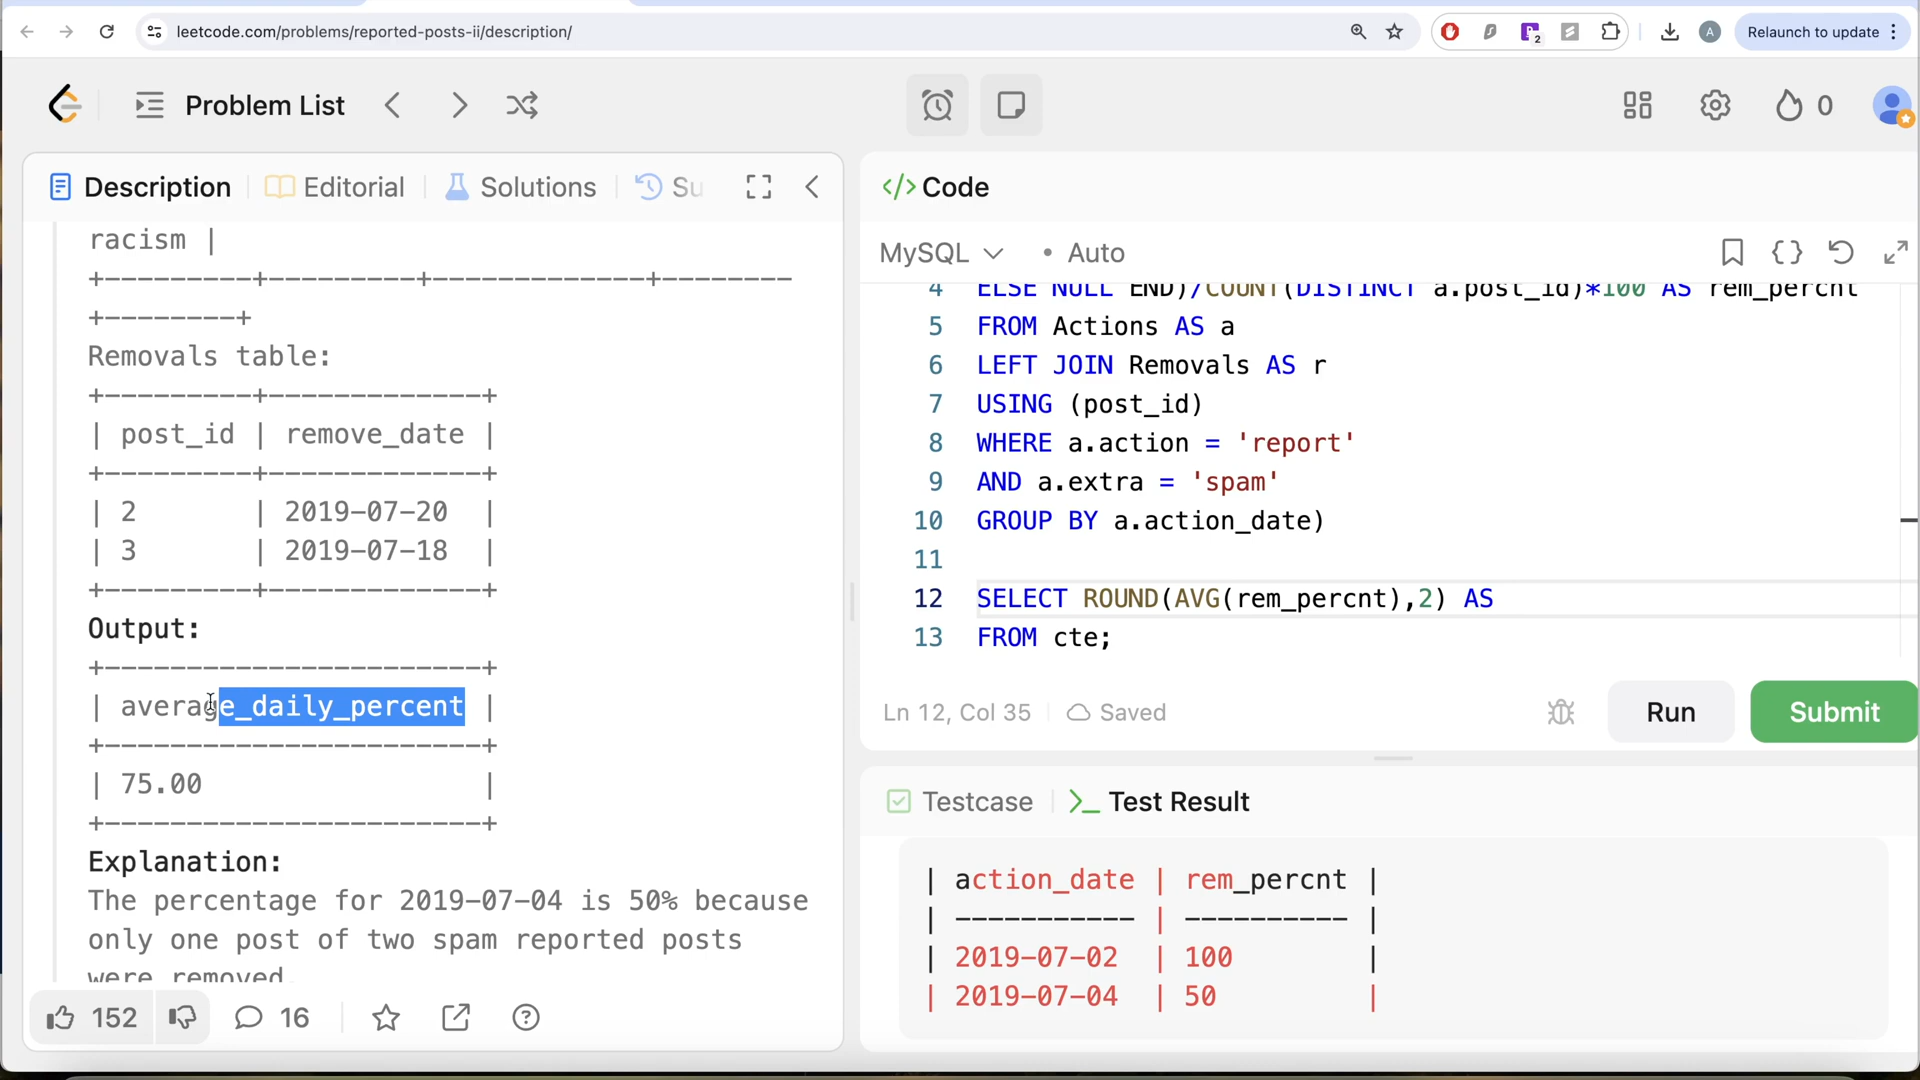 leetcode.com/problems/reported-posts-ii/description/
2
A
Relaunch to update
Problem List
0
Description
Editorial
Solutions
Su
</> Code
racism |
+---------+---------+-------------+--------
+--------+
Removals table:
+---------+-------------+
| post_id | remove_date |
+---------+-------------+
| 2       | 2019-07-20  |
| 3       | 2019-07-18  |
+---------+-------------+
Output:
+-----------------------+
| average_daily_percent |
+-----------------------+
| 75.00                 |
+-----------------------+
Explanation:
The percentage for 2019-07-04 is 50% because
only one post of two spam reported posts
were removed.
152
16
MySQL
• Auto
4 ELSE NULL END)/COUNT(DISTINCT a.post_id)*100 AS rem_percnt
5 FROM Actions AS a
6 LEFT JOIN Removals AS r
7 USING (post_id)
8 WHERE a.action = 'report'
9 AND a.extra = 'spam'
10 GROUP BY a.action_date)
11
12 SELECT ROUND(AVG(rem_percnt),2) AS
13 FROM cte;
Ln 12, Col 35
Saved
Run
Submit
Testcase
>_ Test Result
| action_date | rem_percnt |
| ----------- | ---------- |
| 2019-07-02  | 100        |
| 2019-07-04  | 50         |